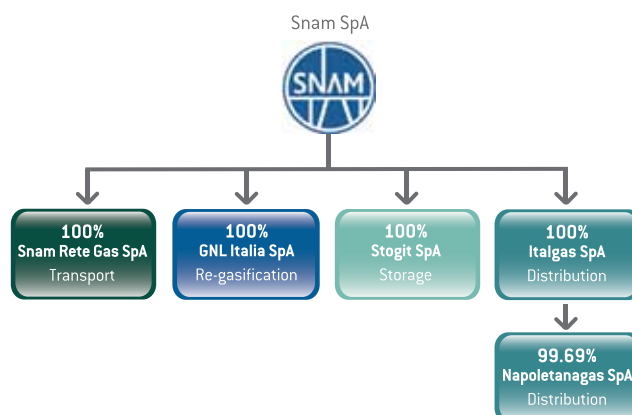 Snam SpA
SNAM
100%
Snam Rete Gas SpA
Transport
100%
GNL Italia SpA
Re-gasification
100%
Stogit SpA
Storage
100%
Italgas SpA
Distribution
99.69%
Napoletanagas SpA
Distribution